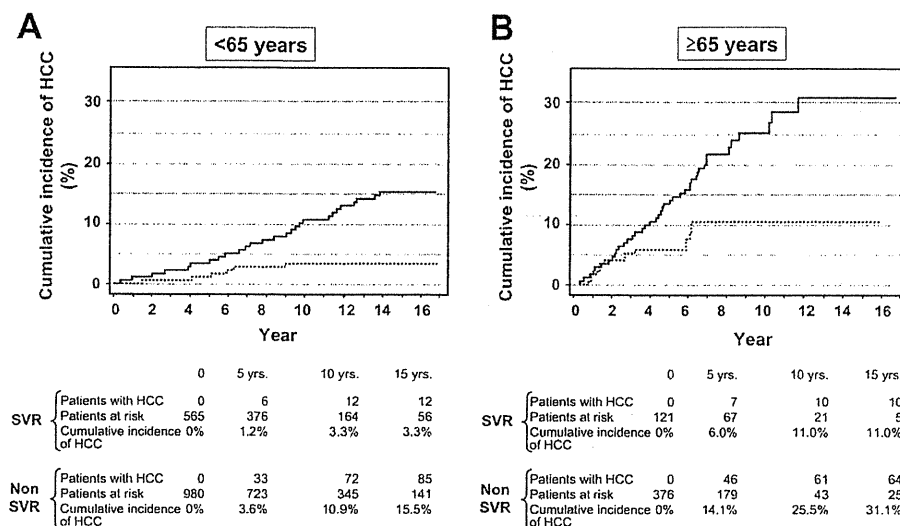 A
<65 years
Cumulative incidence of HCC
(%)
30
20
10
0
0 2 4 6 8 10 12 14 16
Year
0 5 yrs. 10 yrs. 15 yrs.
SVR
Patients with HCC 0 6 12 12
Patients at risk 565 376 164 56
Cumulative incidence 0% 1.2% 3.3% 3.3%
of HCC
Non
SVR
Patients with HCC 0 33 72 85
Patients at risk 980 723 345 141
Cumulative incidence 0% 3.6% 10.9% 15.5%
of HCC
B
≥65 years
Cumulative incidence of HCC
(%)
30
20
10
0
0 2 4 6 8 10 12 14 16
Year
0 5 yrs. 10 yrs. 15 yrs.
SVR
Patients with HCC 0 7 10 10
Patients at risk 121 67 21 5
Cumulative incidence 0% 6.0% 11.0% 11.0%
of HCC
Non
SVR
Patients with HCC 0 46 61 64
Patients at risk 376 179 43 25
Cumulative incidence 0% 14.1% 25.5% 31.1%
of HCC